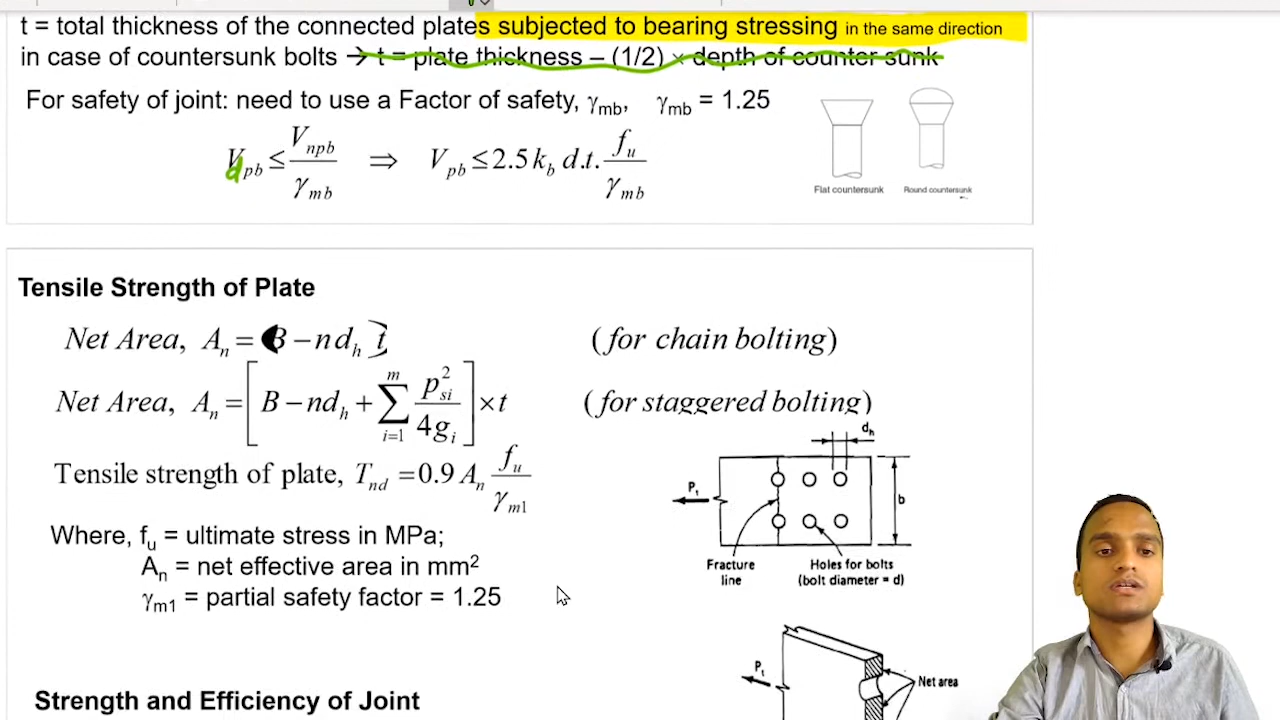 t = total thickness of the connected plates subjected to bearing stressing in the same direction
in case of countersunk bolts → t = plate thickness – (1/2) × depth of counter sunk
For safety of joint: need to use a Factor of safety, γmb, γmb = 1.25
Vdpb ≤ Vnpb / γmb ⇒ Vpb ≤ 2.5 kb d.t. fu / γmb
Flat countersunk Round countersunk
Tensile Strength of Plate
Net Area, An = (B – n dh) t (for chain bolting)
Net Area, An = [B – ndh + ∑ i=1 m p²si / 4gi] × t (for staggered bolting)
dh
Tensile strength of plate, Tnd = 0.9 An fu / γm1
Pt
b
Where, fu = ultimate stress in MPa;
An = net effective area in mm²
γm1 = partial safety factor = 1.25
Fracture
line
Holes for bolts
(bolt diameter = d)
Pt
Net area
Strength and Efficiency of Joint